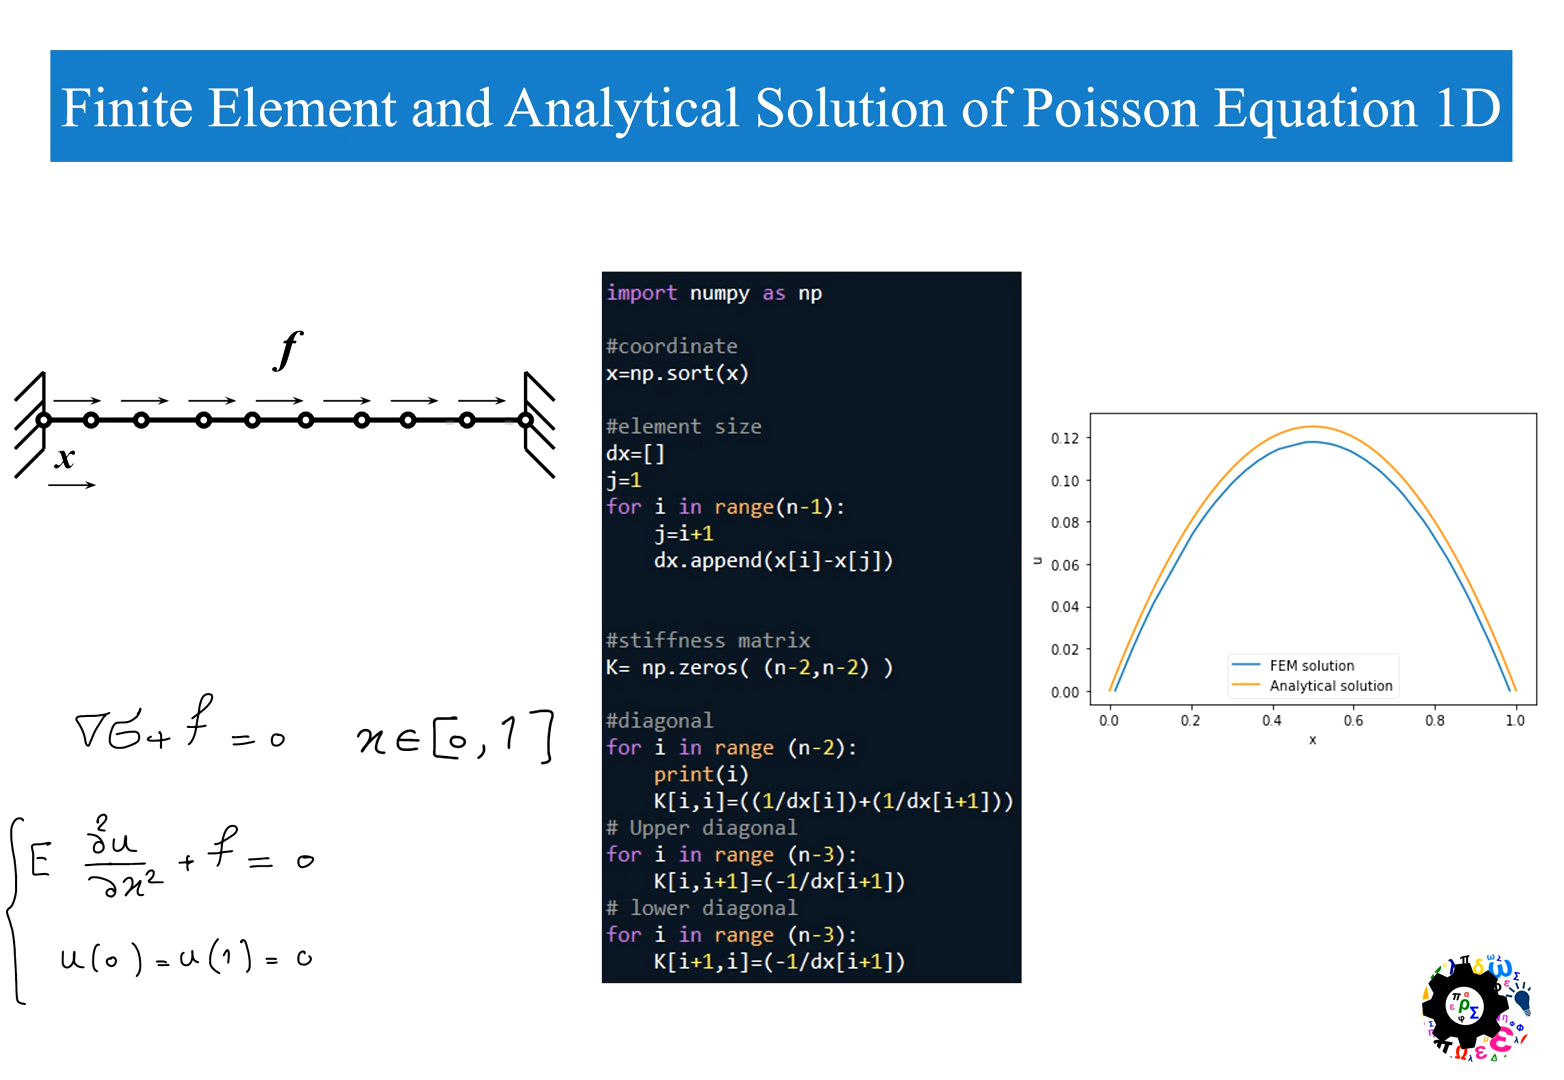 Finite Element and Analytical Solution of Poisson Equation 1D
f
x
∇σ + f = 0    x ∈ [0, 1]
E ∂²u/∂x² + f = 0
u(0) = u(1) = 0
import numpy as np
#coordinate
x=np.sort(x)
#element size
dx=[]
j=1
for i in range(n-1):
    j=i+1
    dx.append(x[i]-x[j])
#stiffness matrix
K= np.zeros( (n-2,n-2) )
#diagonal
for i in range (n-2):
    print(i)
    K[i,i]=((1/dx[i])+(1/dx[i+1]))
# Upper diagonal
for i in range (n-3):
    K[i,i+1]=(-1/dx[i+1])
# lower diagonal
for i in range (n-3):
    K[i+1,i]=(-1/dx[i+1])
0.12
0.10
0.08
u
0.06
0.04
0.02
0.00
FEM solution
Analytical solution
0.0 0.2 0.4 0.6 0.8 1.0
x